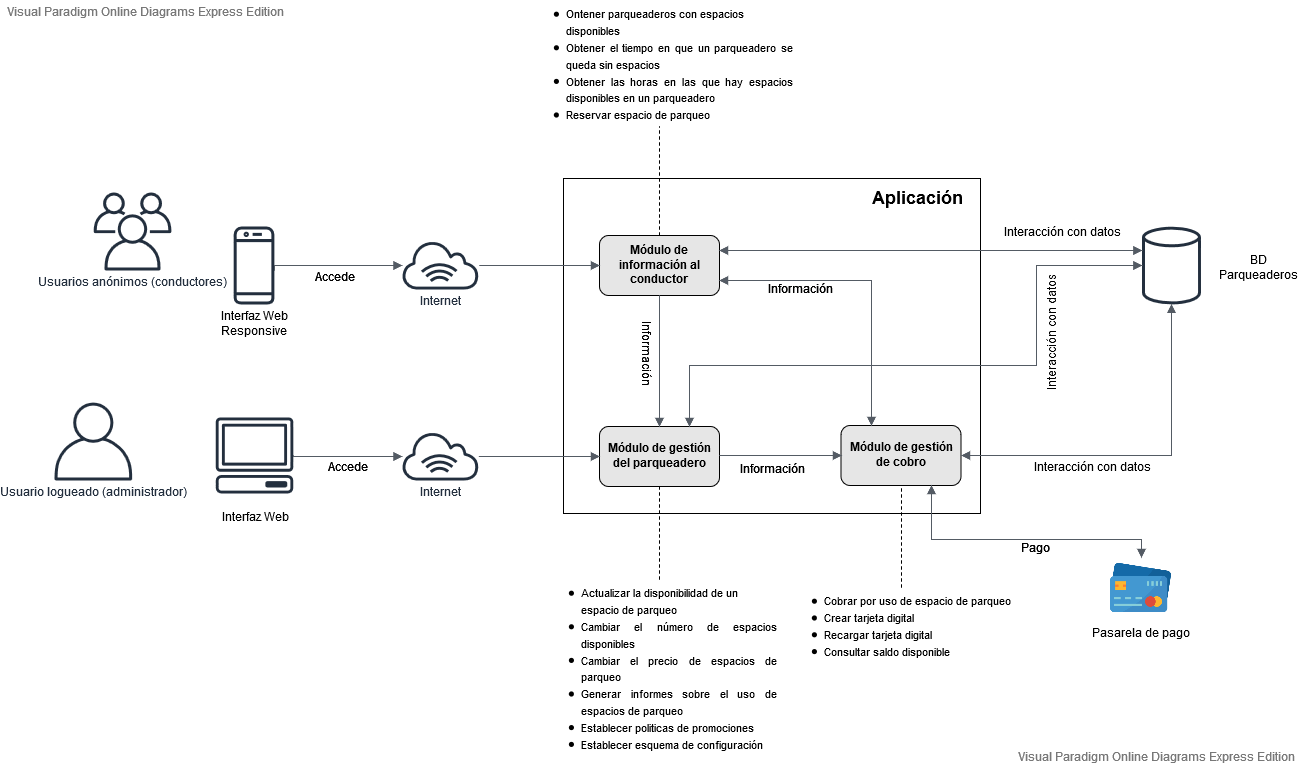 Visual Paradigm Online Diagrams Express Edition
Ontener parqueaderos con espacios
disponibles
Obtener el tiempo en que un parqueadero se
queda sin espacios
Obtener las horas en las que hay espacios
disponibles en un parqueadero
Reservar espacio de parqueo
Aplicación
Usuarios anónimos (conductores)
Interfaz Web
Responsive
Accede
Internet
Módulo de
información al
conductor
Interacción con datos
BD
Parqueaderos
Información
Información
Interacción con datos
Usuario logueado (administrador)
Interfaz Web
Accede
Internet
Módulo de gestión
del parqueadero
Información
Módulo de gestión
de cobro
Interacción con datos
Pago
Pasarela de pago
Actualizar la disponibilidad de un
espacio de parqueo
Cambiar el número de espacios
disponibles
Cambiar el precio de espacios de
parqueo
Generar informes sobre el uso de
espacios de parqueo
Establecer politicas de promociones
Establecer esquema de configuración
Cobrar por uso de espacio de parqueo
Crear tarjeta digital
Recargar tarjeta digital
Consultar saldo disponible
Visual Paradigm Online Diagrams Express Edition